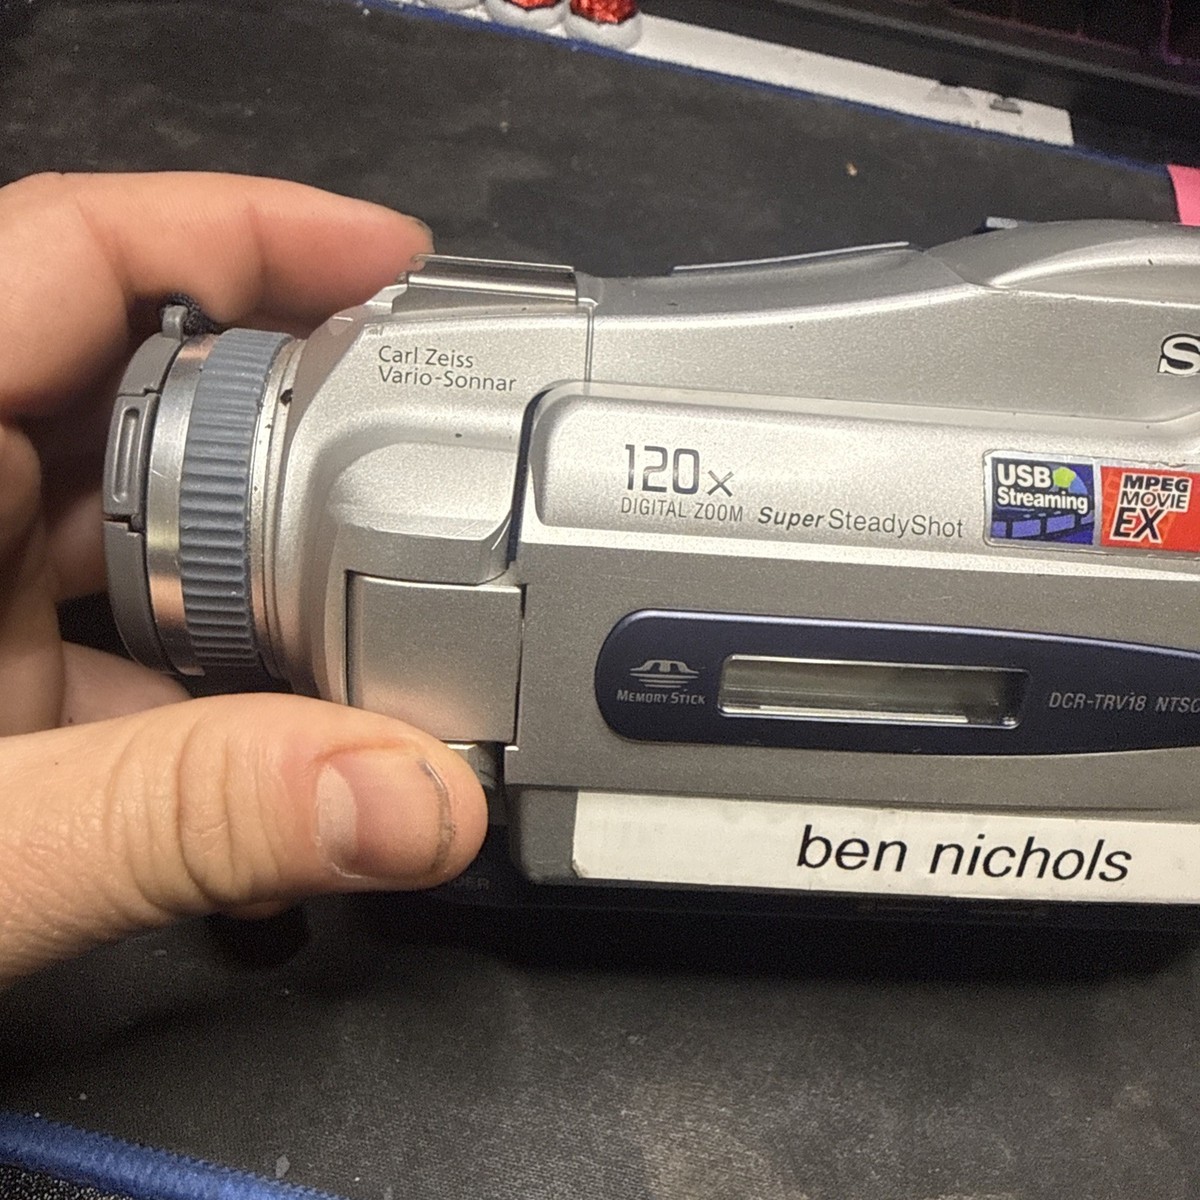 Carl Zeiss
Vario-Sonnar
S
120x
DIGITAL ZOOM Super SteadyShot
USB
Streaming
MPEG
MOVIE
EX
MEMORY STICK
DCR-TRV18 NTSC
ben nichols